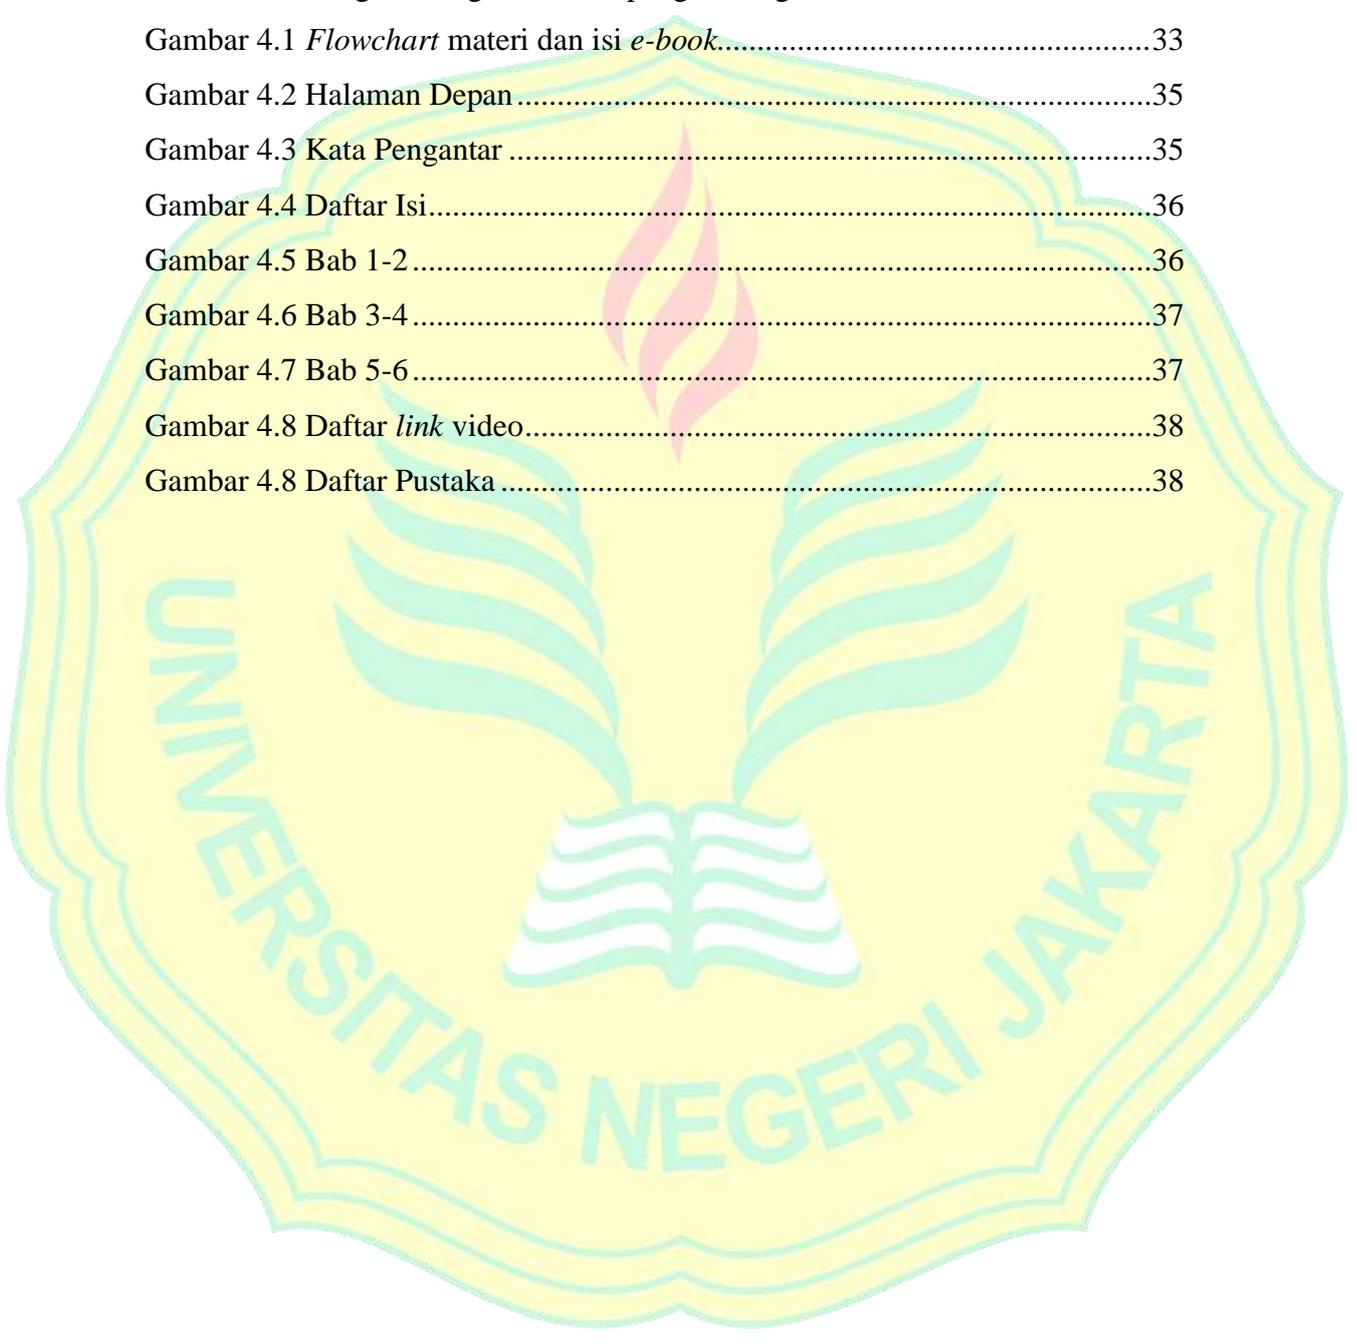 Gambar 4.1 Flowchart materi dan isi e-book.......................................................33
Gambar 4.2 Halaman Depan.................................................................................35
Gambar 4.3 Kata Pengantar..................................................................................35
Gambar 4.4 Daftar Isi............................................................................................36
Gambar 4.5 Bab 1-2..............................................................................................36
Gambar 4.6 Bab 3-4..............................................................................................37
Gambar 4.7 Bab 5-6..............................................................................................37
Gambar 4.8 Daftar link video................................................................................38
Gambar 4.8 Daftar Pustaka...................................................................................38
UNIVERSITAS NEGERI JAKARTA